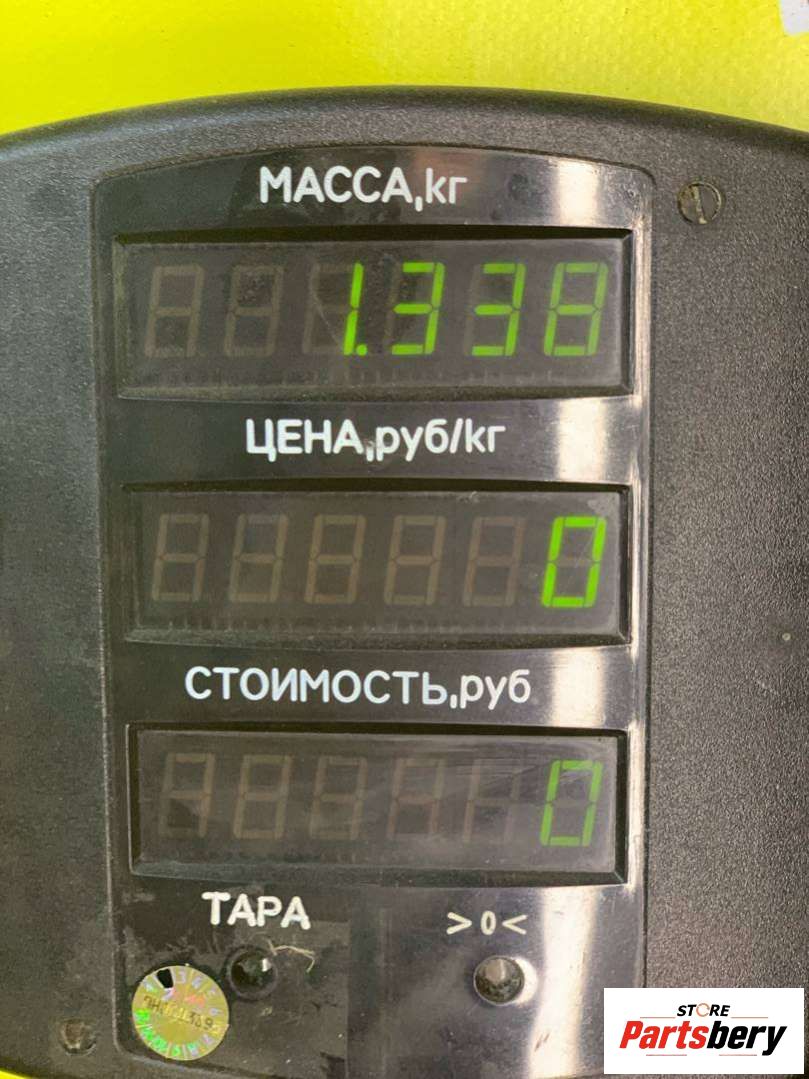 МАССА,кг
1.338
ЦЕНА,руб/кг
0
СТОИМОСТЬ,руб
0
ТАРА >0<
STORE
Partsbery